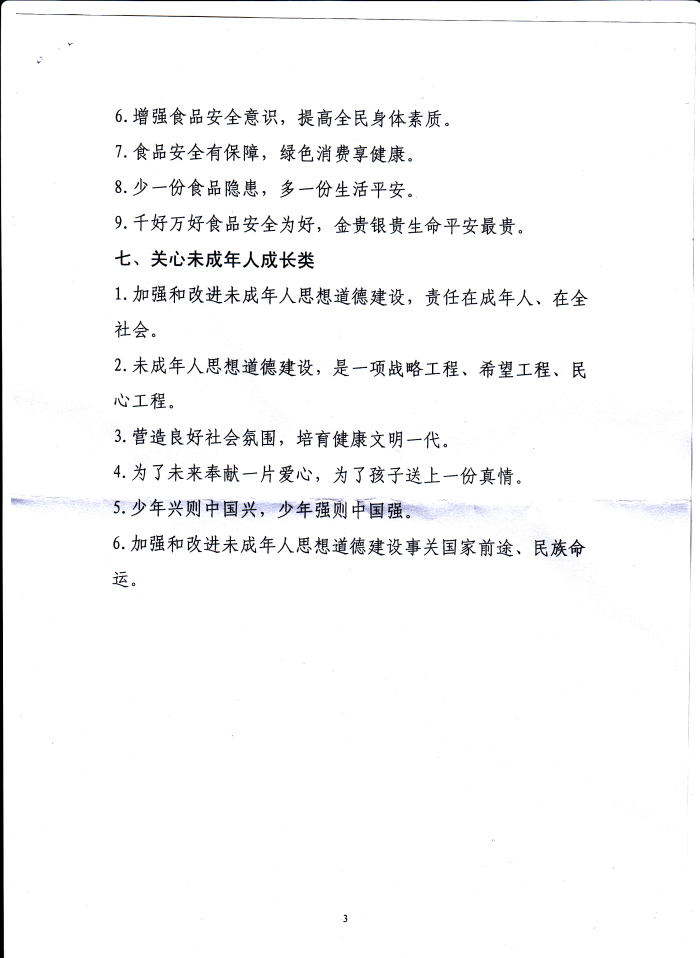 6.增强食品安全意识，提高全民身体素质。
7.食品安全有保障，绿色消费享健康。
8.少一份食品隐患，多一份生活平安。
9.千好万好食品安全为好，金贵银贵生命平安最贵。
七、关心未成年人成长类
1.加强和改进未成年人思想道德建设，责任在成年人、在全
社会。
2.未成年人思想道德建设，是一项战略工程、希望工程、民
心工程。
3.营造良好社会氛围，培育健康文明一代。
4.为了未来奉献一片爱心，为了孩子送上一份真情。
5.少年兴则中国兴，少年强则中国强。
6.加强和改进未成年人思想道德建设事关国家前途、民族命
运。
3